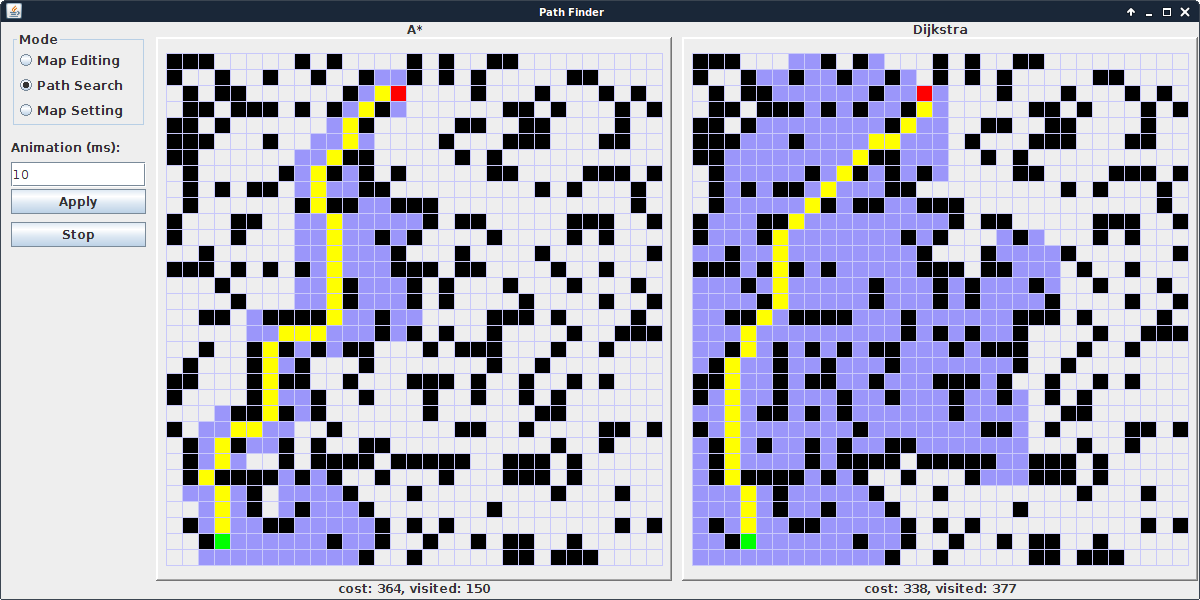 Path Finder
Mode
Map Editing
Path Search
Map Setting
Animation (ms):
10
Apply
Stop
A*
Dijkstra
cost: 364, visited: 150
cost: 338, visited: 377